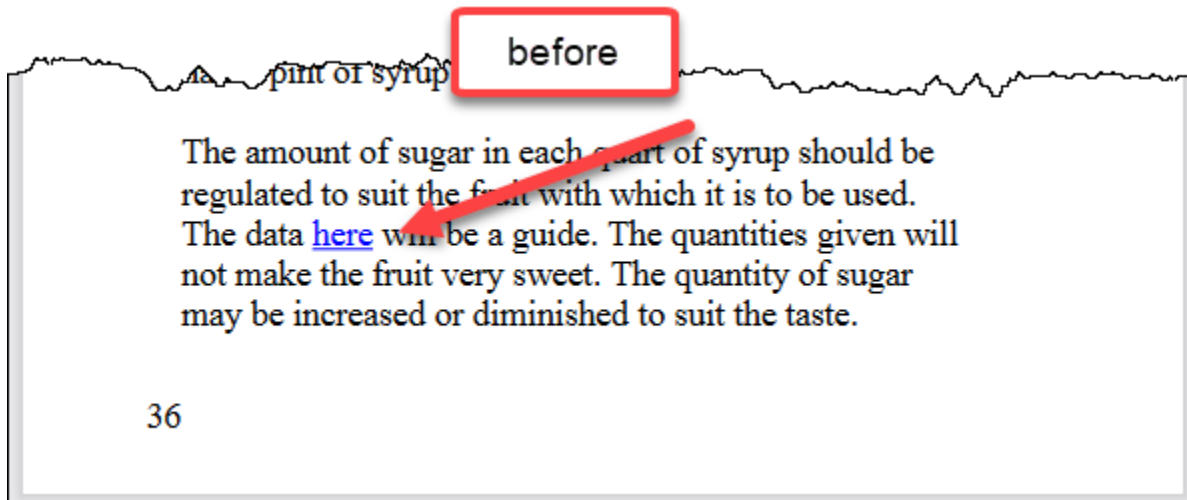 before
pint of syrup
The amount of sugar in each quart of syrup should be
regulated to suit the fruit with which it is to be used.
The data here will be a guide. The quantities given will
not make the fruit very sweet. The quantity of sugar
may be increased or diminished to suit the taste.
36